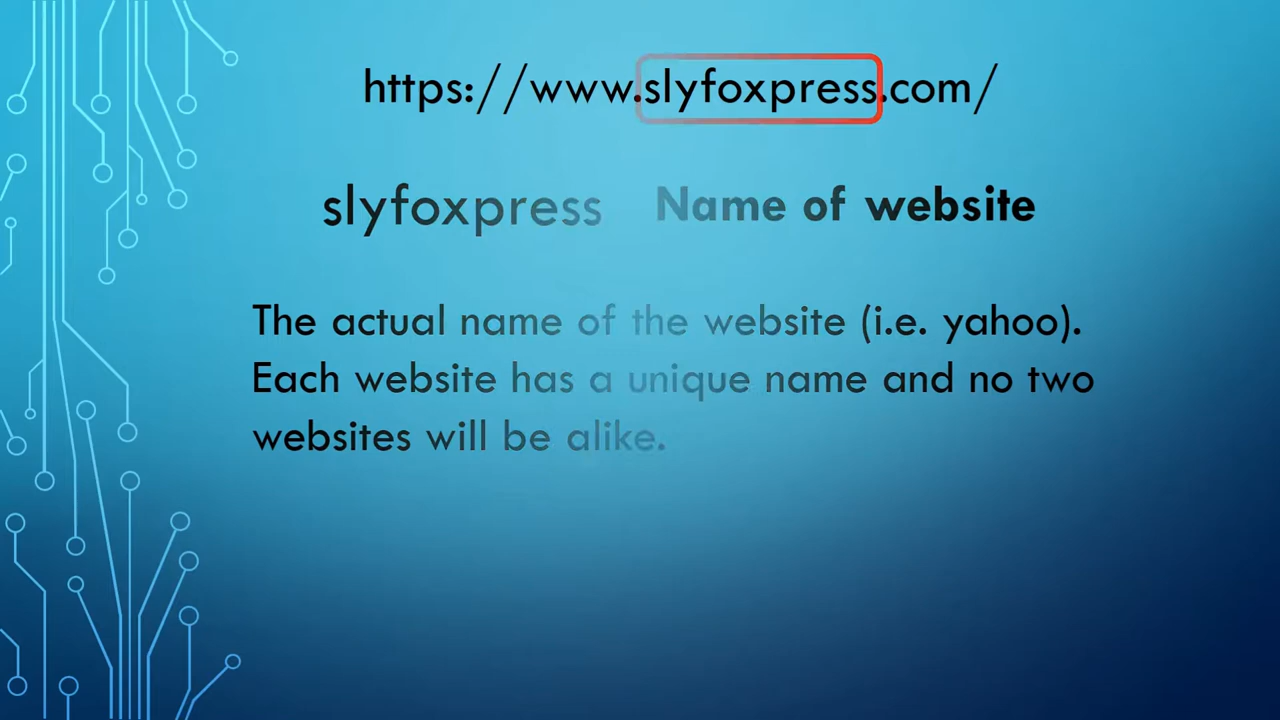 https://www.slyfoxpress.com/
slyfoxpress Name of website
The actual name of the website (i.e. yahoo).
Each website has a unique name and no two
websites will be alike.